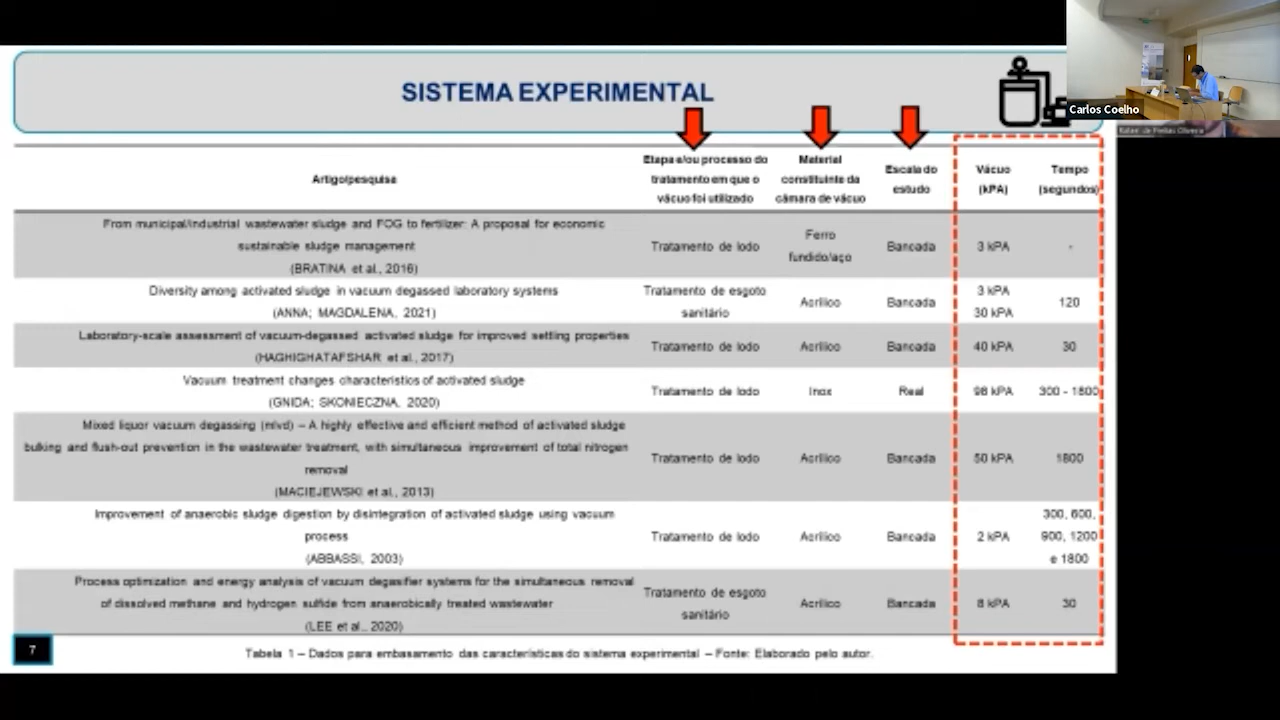 SISTEMA EXPERIMENTAL
Carlos Coelho
de Freitas Oliveira
Artigo/pesquisa
Etapa e/ou processo do
tratamento em que o
vácuo foi utilizado
Material
constituinte da
câmara de vácuo
Escala do
estudo
Vácuo
(kPA)
Tempo
(segundos)
From municipal/industrial wastewater sludge and FOG to fertilizer: A proposal for economic
sustainable sludge management
(BRATINA et al., 2016)
Tratamento de lodo
Ferro
fundido/aço
Bancada
3 kPA
-
Diversity among activated sludge in vacuum degassed laboratory systems
(ANNA; MAGDALENA, 2021)
Tratamento de esgoto
sanitário
Acrílico
Bancada
3 kPA
30 kPA
120
Laboratory-scale assessment of vacuum-degassed activated sludge for improved settling properties
(HAGHIGHATAFSHAR et al., 2017)
Tratamento de lodo
Acrílico
Bancada
40 kPA
30
Vacuum treatment changes characteristics of activated sludge
(GNIDA; SKONIECZNA, 2020)
Tratamento de lodo
Inox
Real
98 kPA
300 - 1800
Mixed liquor vacuum degassing (mlvd) – A highly effective and efficient method of activated sludge
bulking and flush-out prevention in the wastewater treatment, with simultaneous improvement of total nitrogen
removal
(MACIEJEWSKI et al., 2013)
Tratamento de lodo
Acrílico
Bancada
50 kPA
1800
Improvement of anaerobic sludge digestion by disintegration of activated sludge using vacuum
process
(ABBASSI, 2003)
Tratamento de lodo
Acrílico
Bancada
2 kPA
300, 600,
900, 1200
e 1800
Process optimization and energy analysis of vacuum degasifier systems for the simultaneous removal
of dissolved methane and hydrogen sulfide from anaerobically treated wastewater
(LEE et al., 2020)
Tratamento de esgoto
sanitário
Acrílico
Bancada
8 kPA
30
7
Tabela 1 – Dados para embasamento das características do sistema experimental – Fonte: Elaborado pelo autor.